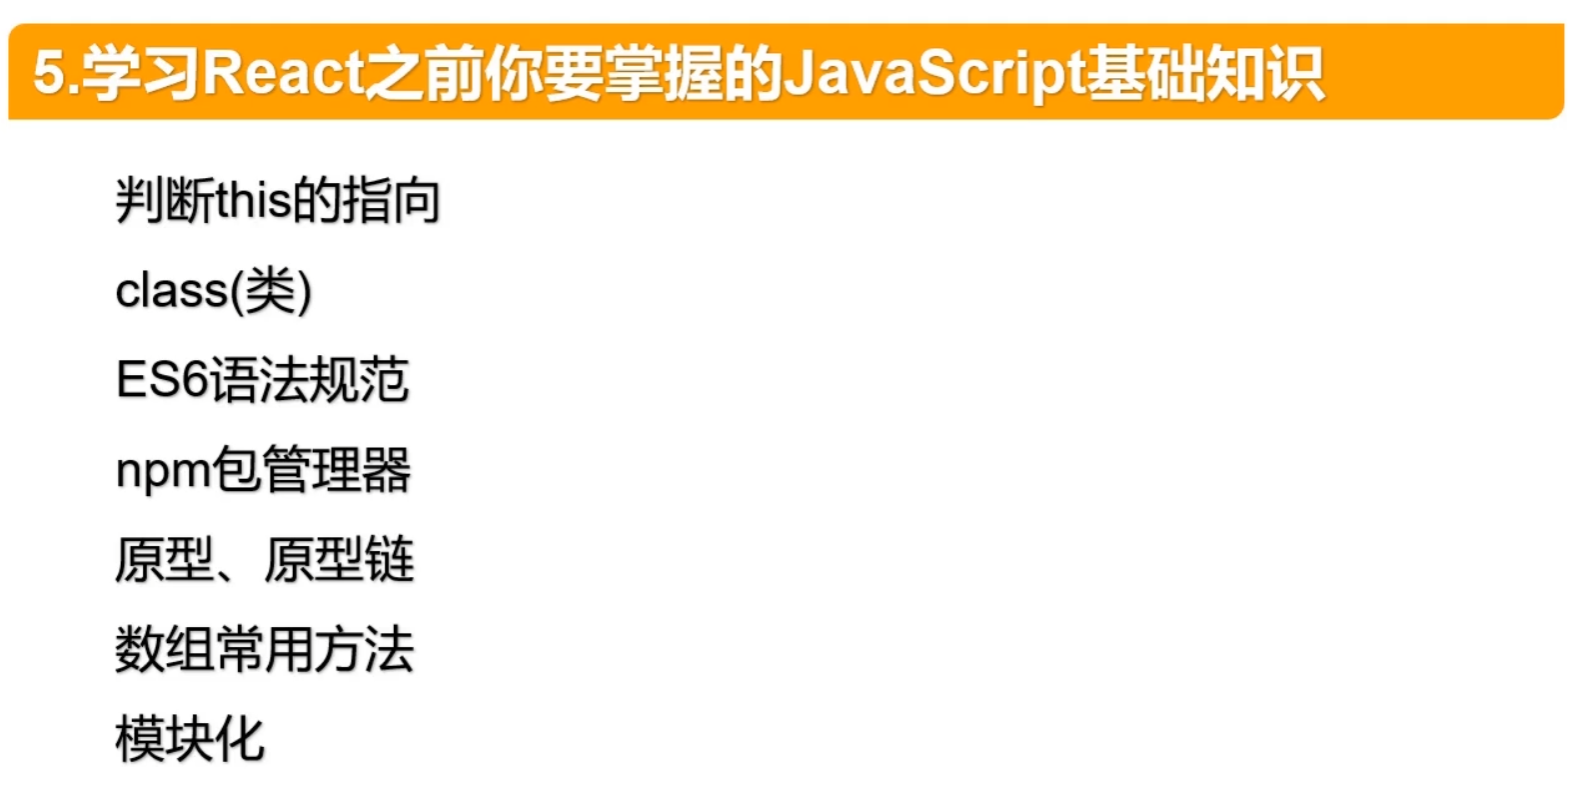 5.学习React之前你要掌握的JavaScript基础知识
判断this的指向
class(类)
ES6语法规范
npm包管理器
原型、原型链
数组常用方法
模块化